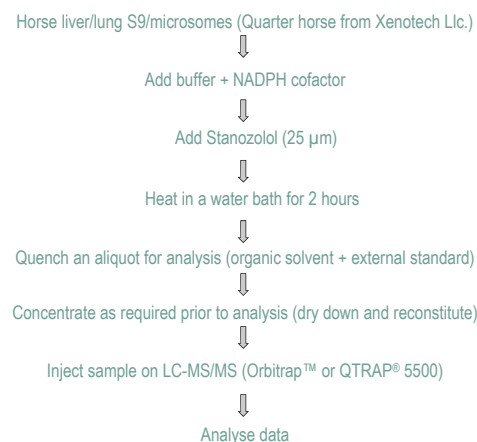 Horse liver/lung S9/microsomes (Quarter horse from Xenotech Llc.)
Add buffer + NADPH cofactor
Add Stanozolol (25 µm)
Heat in a water bath for 2 hours
Quench an aliquot for analysis (organic solvent + external standard)
Concentrate as required prior to analysis (dry down and reconstitute)
Inject sample on LC-MS/MS (Orbitrap™ or QTRAP® 5500)
Analyse data